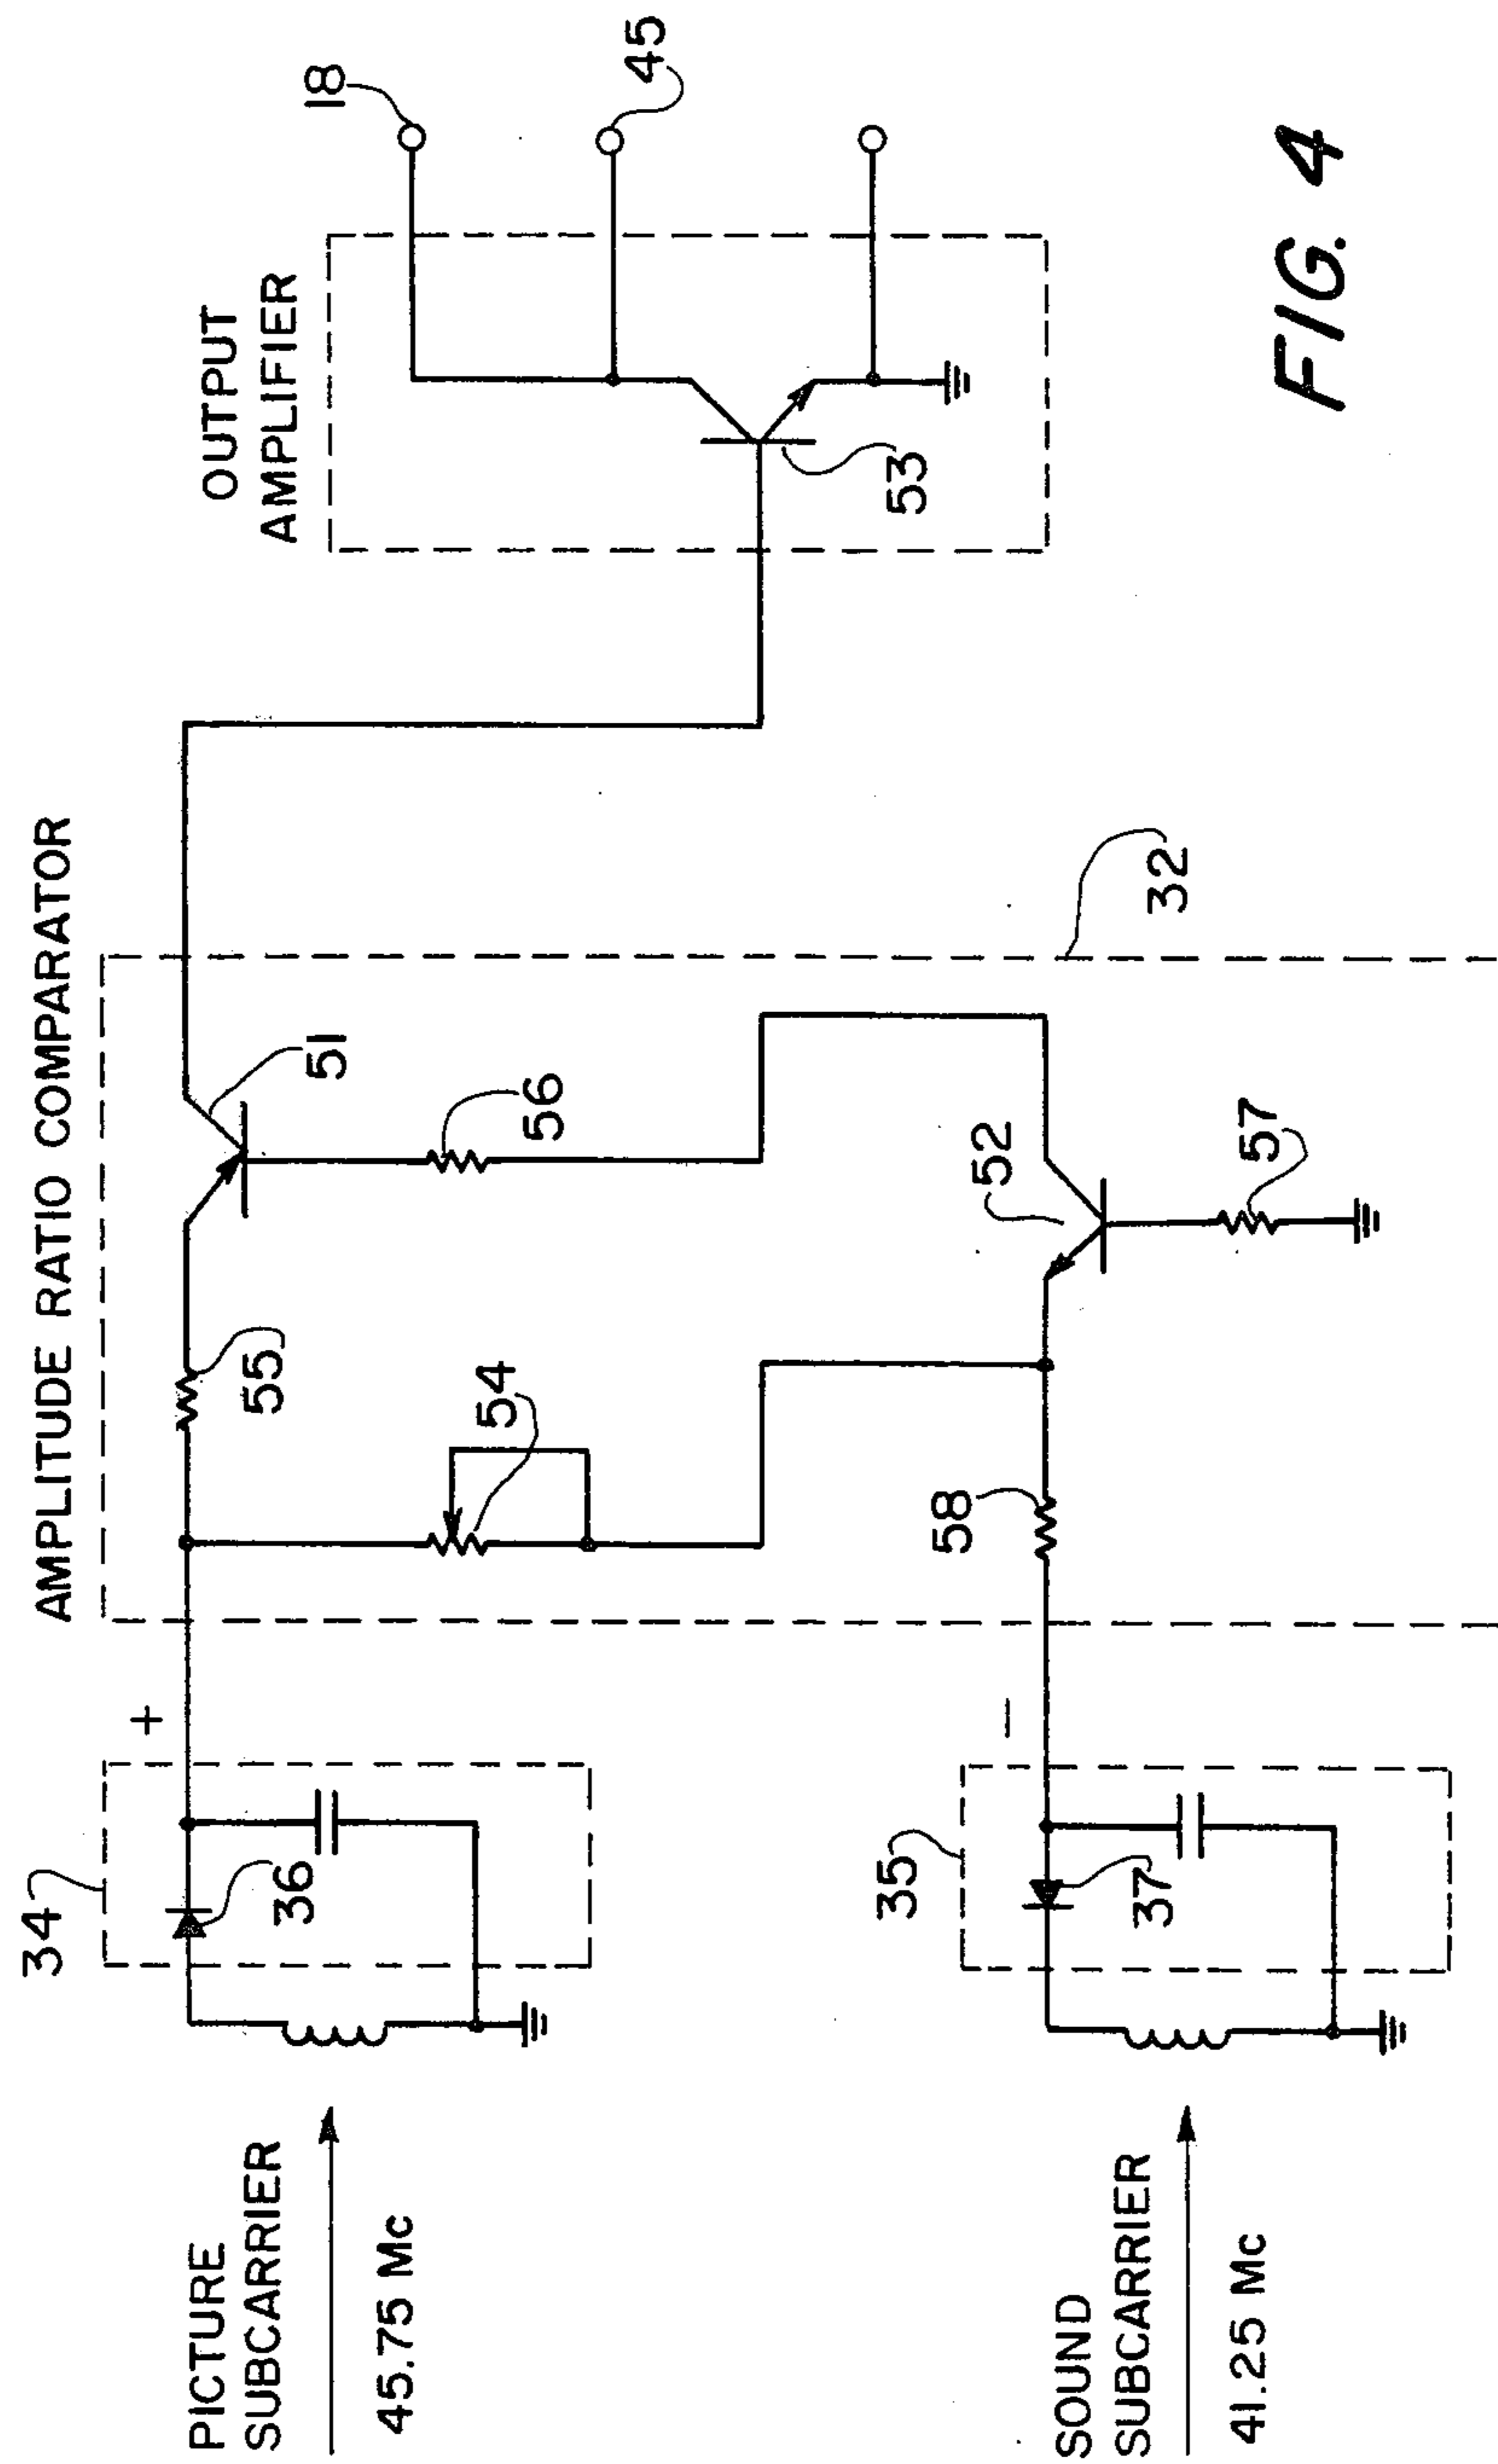 PICTURE
SUBCARRIER
45.75 Mc
SOUND
SUBCARRIER
41.25 Mc
34
36
+
35
37
–
AMPLITUDE RATIO COMPARATOR
55
54
51
56
58
52
57
32
OUTPUT
AMPLIFIER
53
18
45
FIG. 4